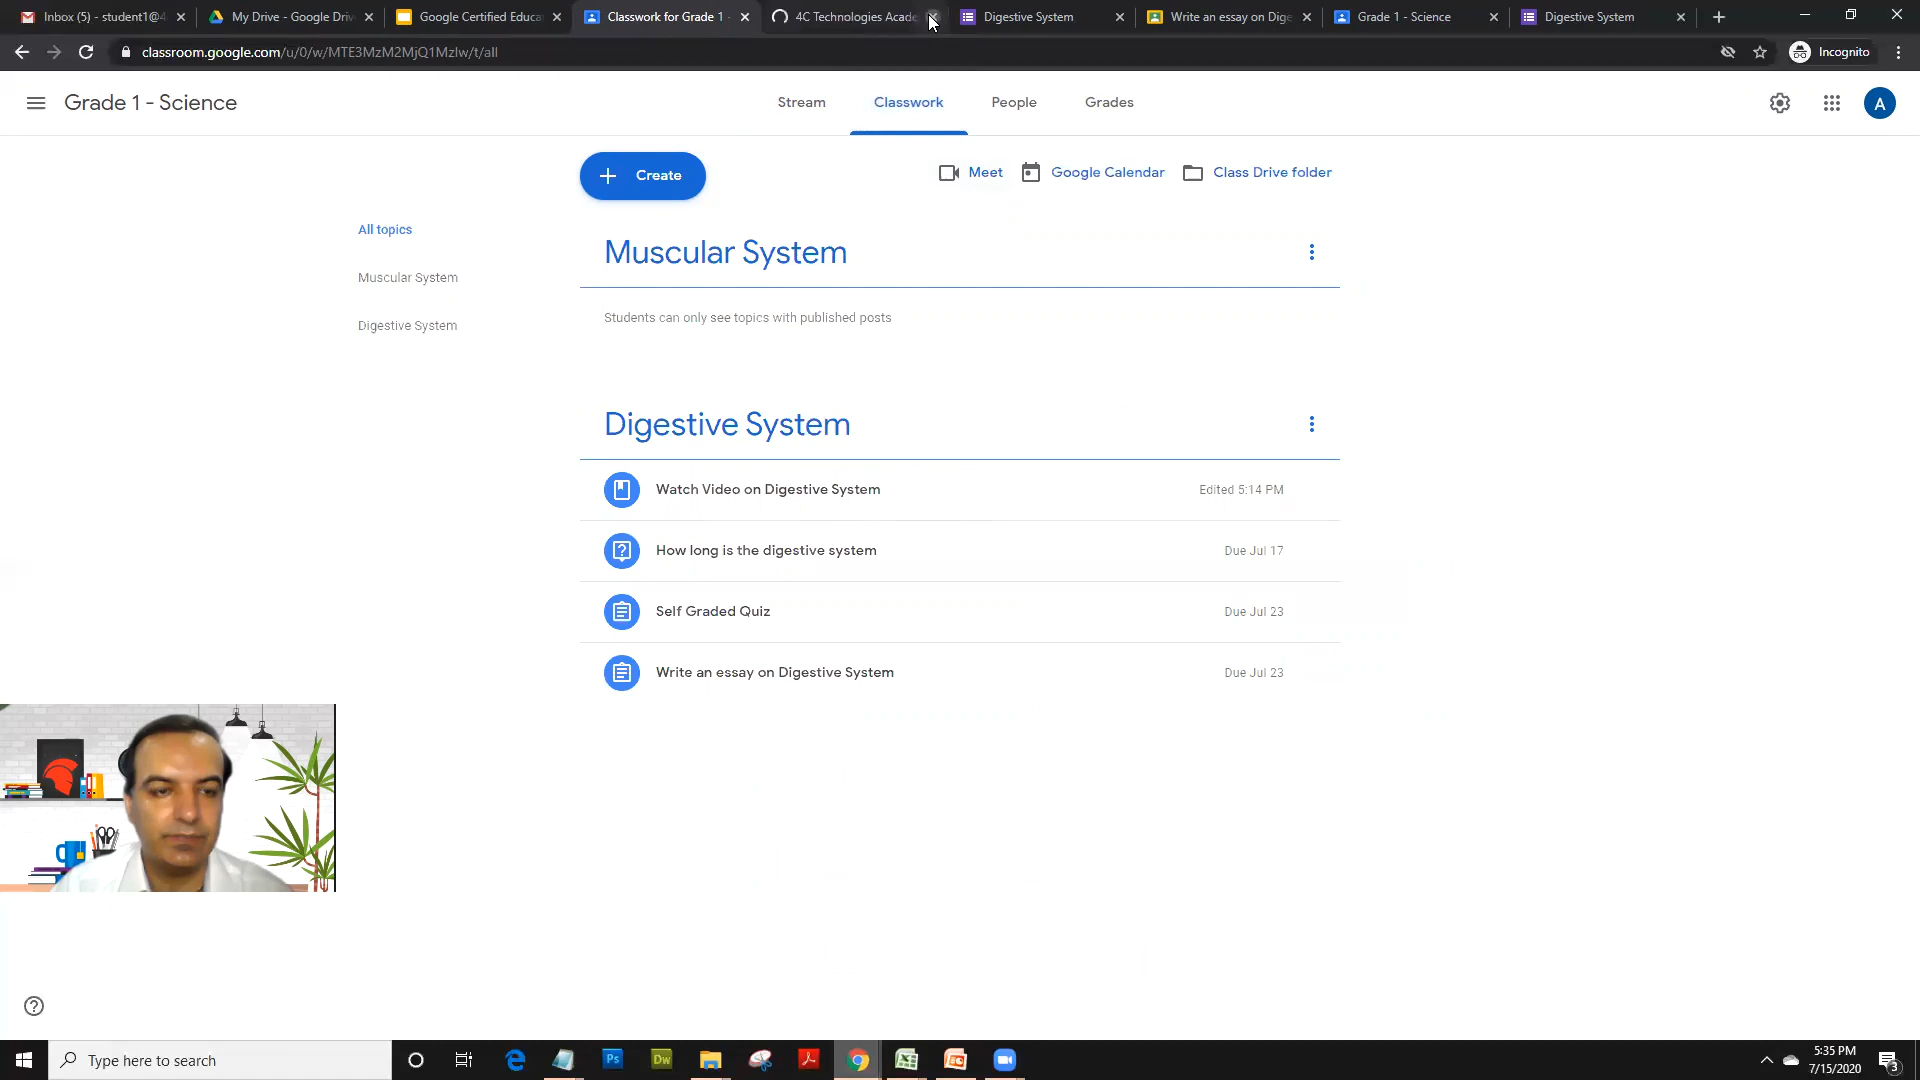 Inbox (5) - student1@4
My Drive - Google Driv
Google Certified Educa
Classwork for Grade 1 -
4C Technologies Acade
Digestive System
Write an essay on Dige
Grade 1 - Science
Digestive System
classroom.google.com/u/0/w/MTE3MzM2MjQ1MzIw/t/all
Incognito
Grade 1 - Science
Stream
Classwork
People
Grades
A
Create
Meet
Google Calendar
Class Drive folder
All topics
Muscular System
Digestive System
Muscular System
Students can only see topics with published posts
Digestive System
Watch Video on Digestive System
Edited 5:14 PM
How long is the digestive system
Due Jul 17
Self Graded Quiz
Due Jul 23
Write an essay on Digestive System
Due Jul 23
Type here to search
Ps
Dw
5:35 PM
7/15/2020
3